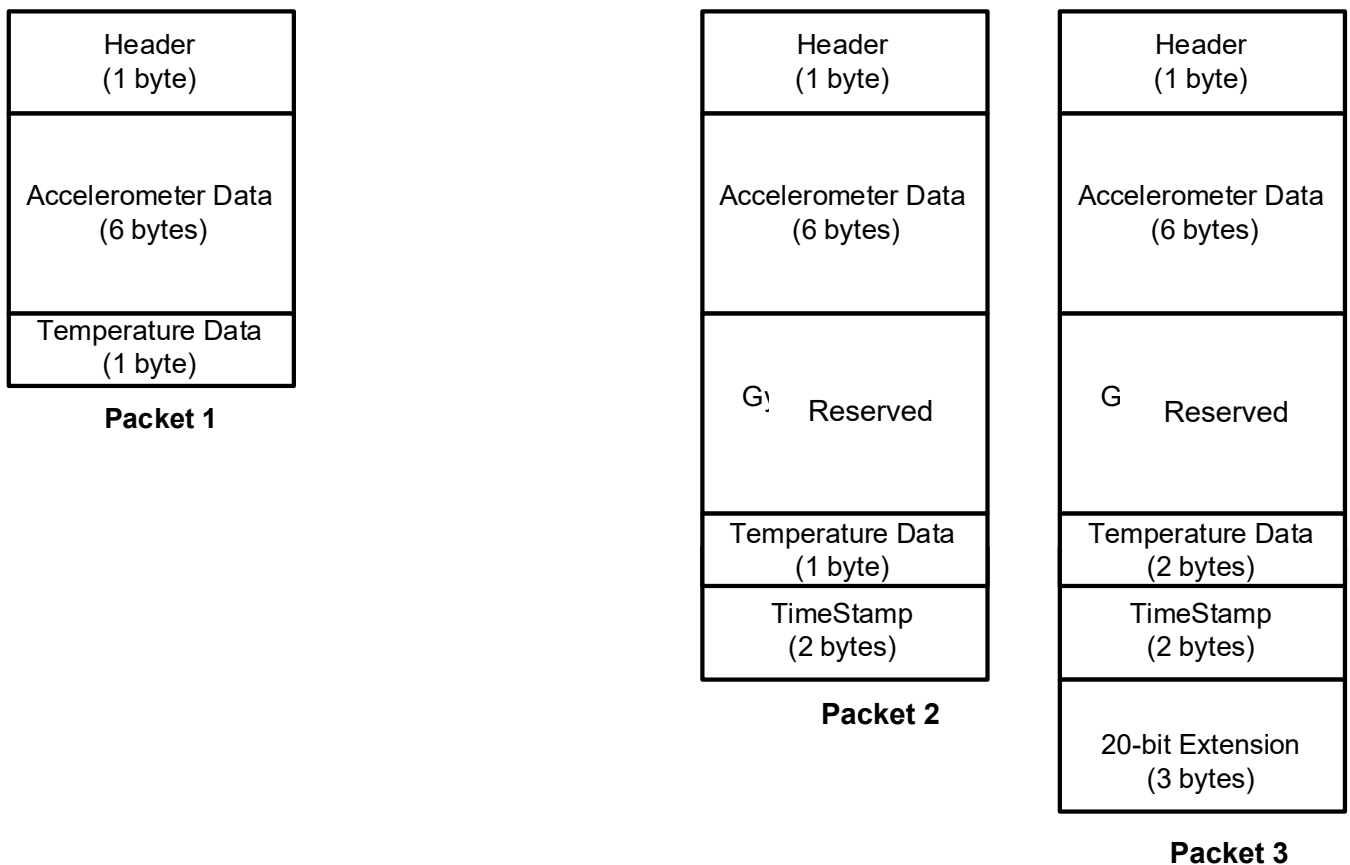 Header
(1 byte)
Accelerometer Data
(6 bytes)
Temperature Data
(1 byte)
Packet 1
Header
(1 byte)
Accelerometer Data
(6 bytes)
Reserved
Temperature Data
(1 byte)
TimeStamp
(2 bytes)
Packet 2
Header
(1 byte)
Accelerometer Data
(6 bytes)
G Reserved
Temperature Data
(2 bytes)
TimeStamp
(2 bytes)
20-bit Extension
(3 bytes)
Packet 3